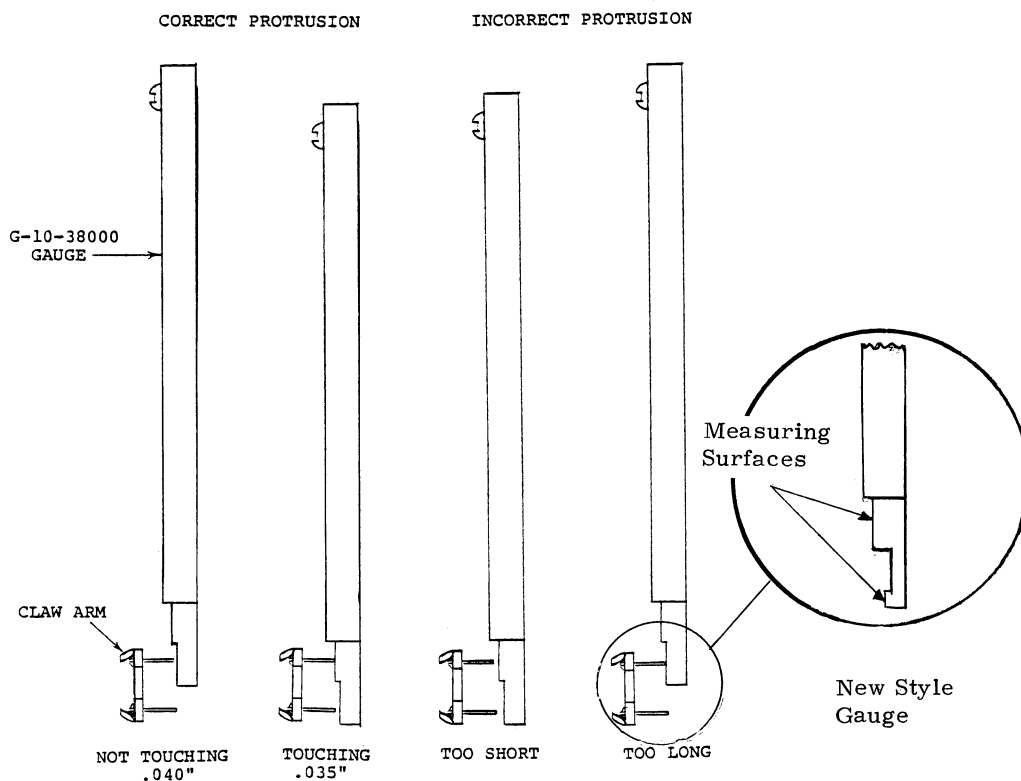 CORRECT PROTRUSION
INCORRECT PROTRUSION
G-10-38000
GAUGE
Measuring
Surfaces
CLAW ARM
New Style
Gauge
NOT TOUCHING
.040"
TOUCHING
.035"
TOO SHORT
TOO LONG